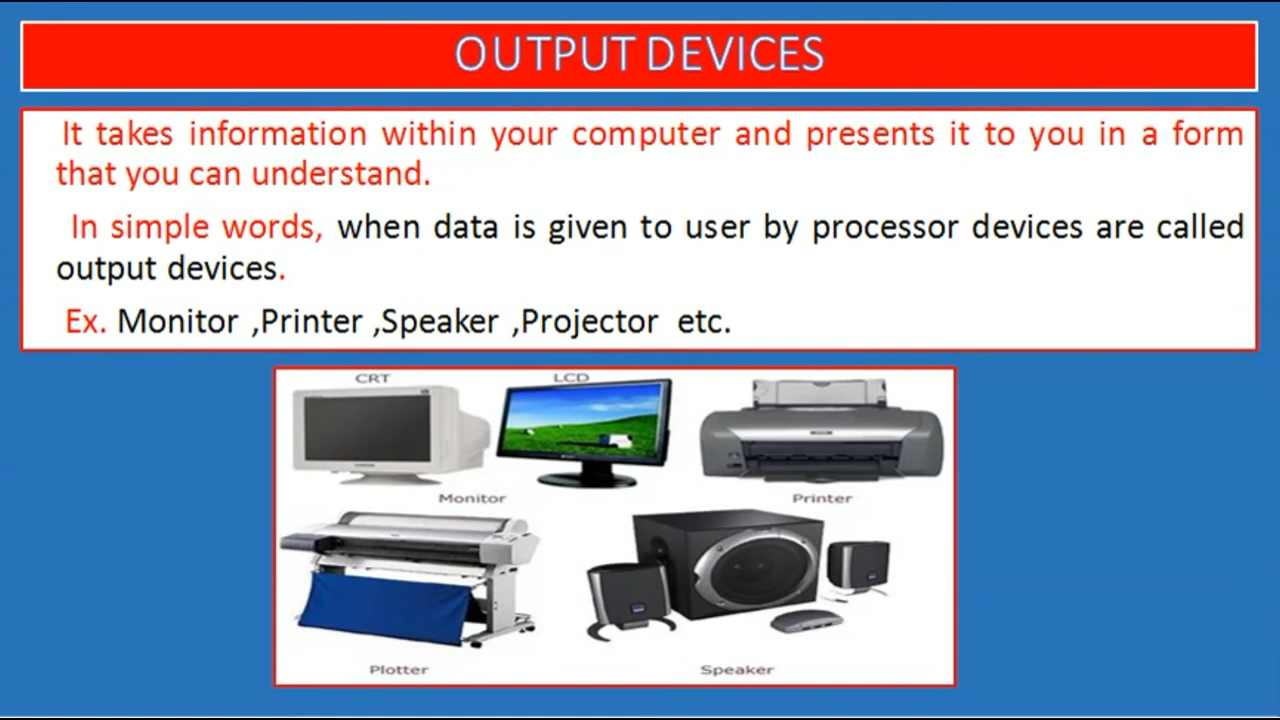 OUTPUT DEVICES
It takes information within your computer and presents it to you in a form
that you can understand.
In simple words, when data is given to user by processor devices are called
output devices.
Ex. Monitor ,Printer ,Speaker ,Projector etc.
CRT LCD
Monitor Printer
Plotter Speaker